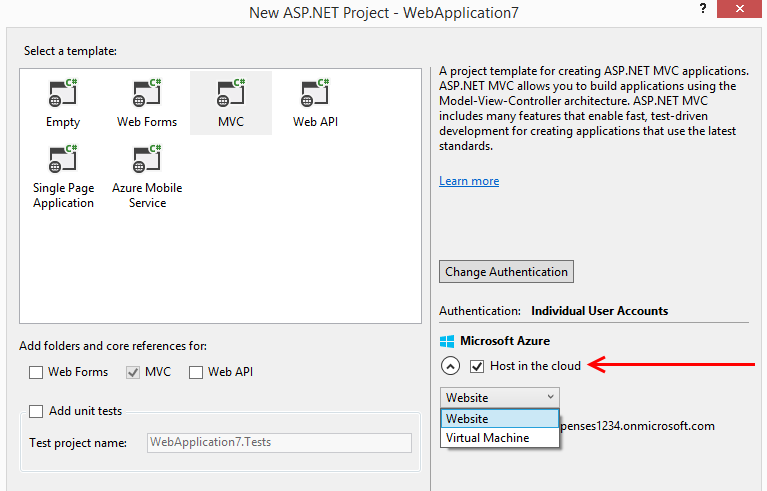 New ASP.NET Project - WebApplication7
?
Select a template:
C# C# C# C#
Empty Web Forms MVC Web API
C# C#
Single Page Application
Azure Mobile Service
A project template for creating ASP.NET MVC applications.
ASP.NET MVC allows you to build applications using the
Model-View-Controller architecture. ASP.NET MVC
includes many features that enable fast, test-driven
development for creating applications that use the latest
standards.
Learn more
Change Authentication
Authentication: Individual User Accounts
Add folders and core references for:
Web Forms MVC Web API
Add unit tests
Test project name: WebApplication7.Tests
Microsoft Azure
Host in the cloud
Website
Website
Virtual Machine
penses1234.onmicrosoft.com